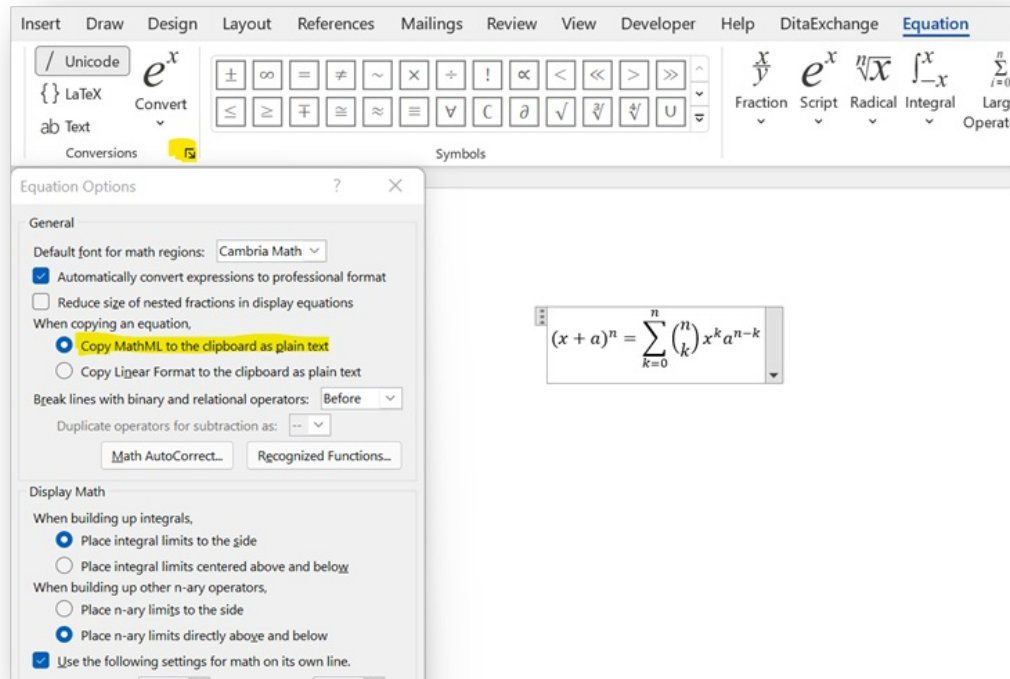 Insert Draw Design Layout References Mailings Review View Developer Help DitaExchange Equation
/ Unicode
{ } LaTeX
ab Text
eˣ
Convert
Conversions
± ∞ = ≠ ~ × ÷ ! ∝ < ≪ > ≫
≤ ≥ ∓ ≅ ≈ ≡ ∀ ∁ ∂ √ ∛ ∜ ∪
Symbols
x/y eˣ ⁿ√x ∫₋ₓˣ
Fraction Script Radical Integral
Equation Options ? ×
General
Default font for math regions: Cambria Math
Automatically convert expressions to professional format
Reduce size of nested fractions in display equations
When copying an equation,
Copy MathML to the clipboard as plain text
Copy Linear Format to the clipboard as plain text
Break lines with binary and relational operators: Before
Duplicate operators for subtraction as: --
Math AutoCorrect... Recognized Functions...
Display Math
When building up integrals,
Place integral limits to the side
Place integral limits centered above and below
When building up other n-ary operators,
Place n-ary limits to the side
Place n-ary limits directly above and below
Use the following settings for math on its own line.
(x + a)ⁿ = ∑ₖ₌₀ⁿ (n k) xᵏaⁿ⁻ᵏ